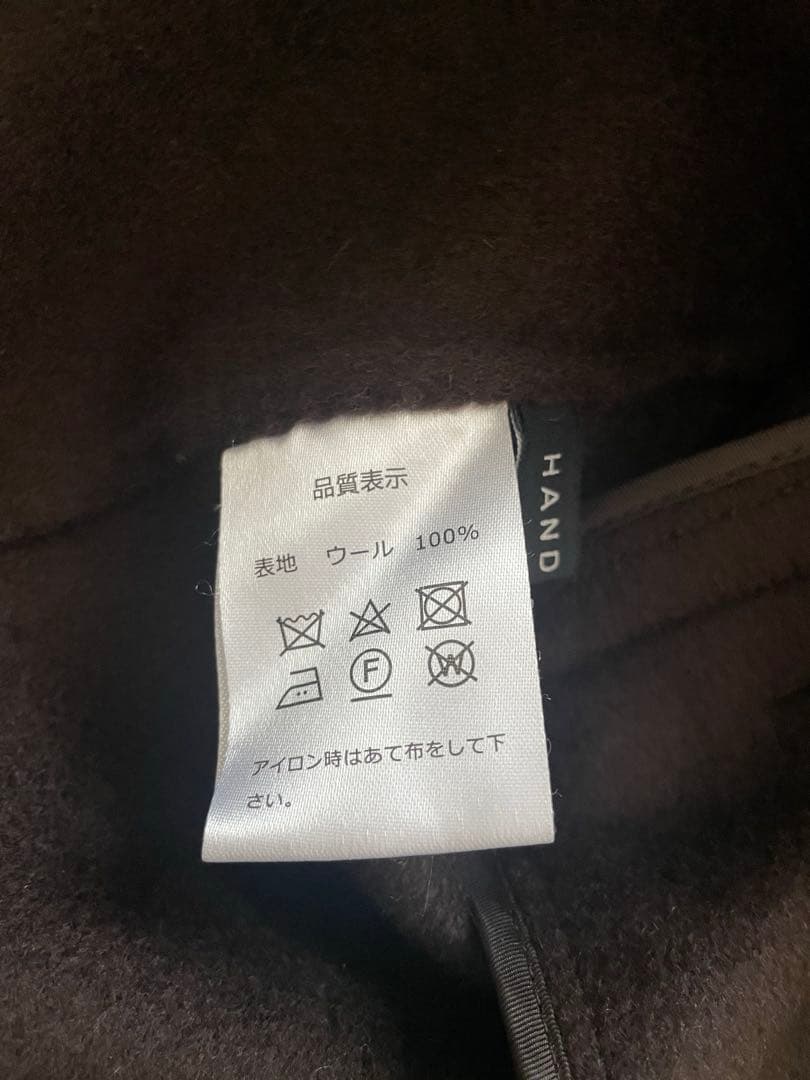 品質表示
表地 ウール 100%
F
W
アイロン時はあて布をして下
さい。
HAND